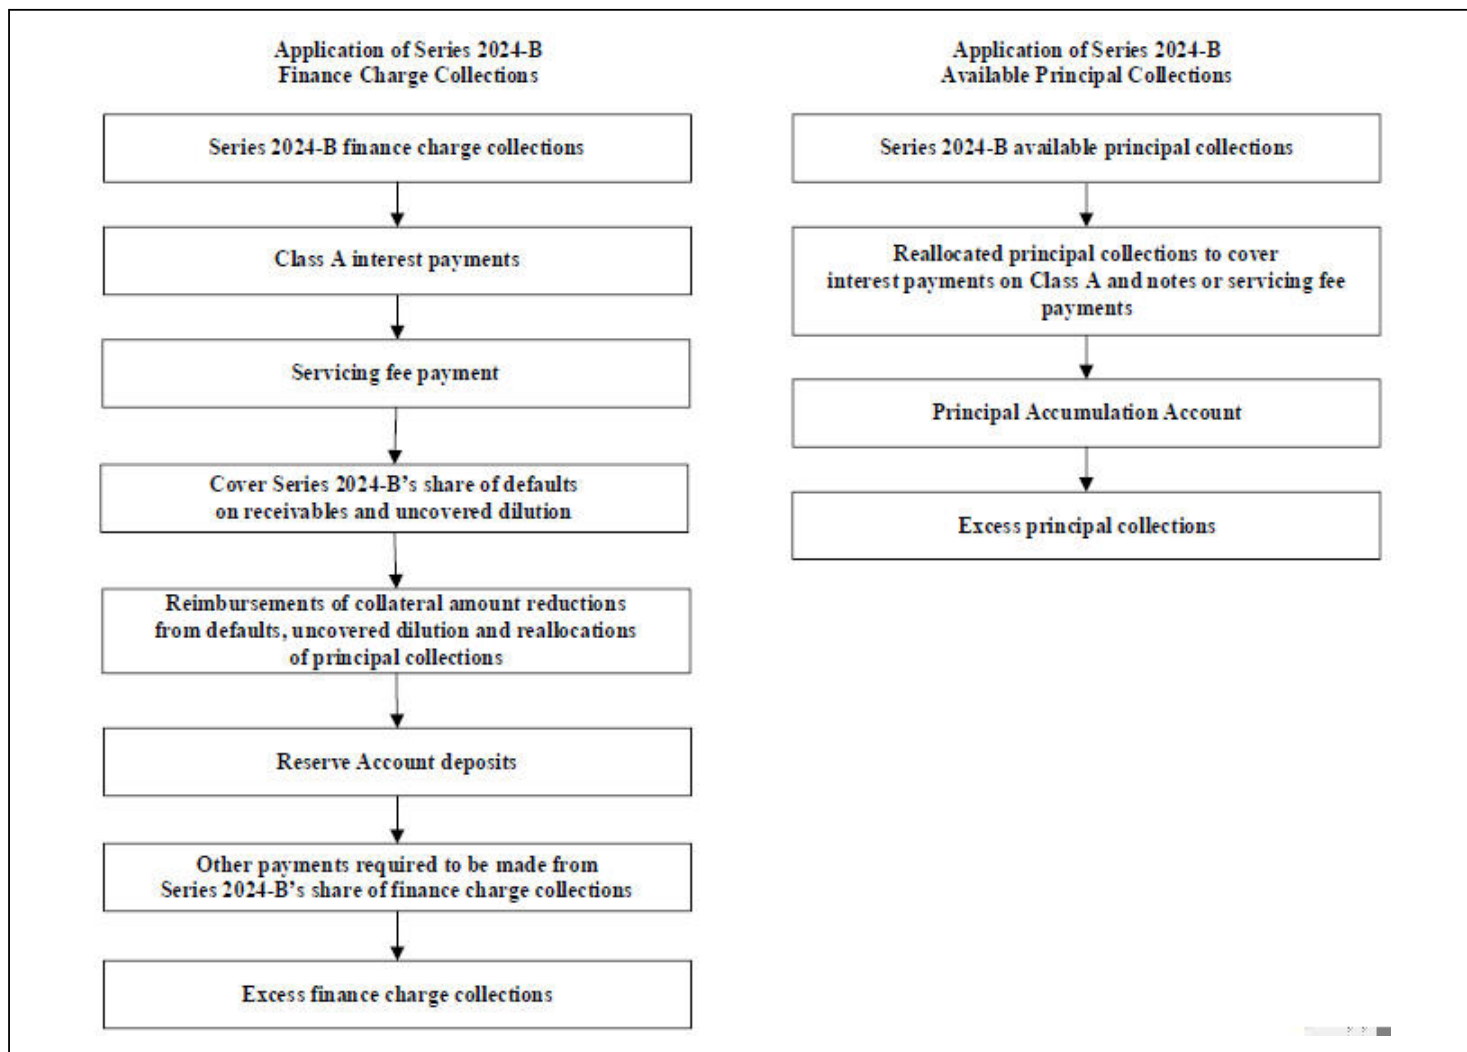 Application of Series 2024-B
Finance Charge Collections
Series 2024-B finance charge collections
Class A interest payments
Servicing fee payment
Cover Series 2024-B’s share of defaults
on receivables and uncovered dilution
Reimbursements of collateral amount reductions
from defaults, uncovered dilution and reallocations
of principal collections
Reserve Account deposits
Other payments required to be made from
Series 2024-B’s share of finance charge collections
Excess finance charge collections
Application of Series 2024-B
Available Principal Collections
Series 2024-B available principal collections
Reallocated principal collections to cover
interest payments on Class A and notes or servicing fee
payments
Principal Accumulation Account
Excess principal collections